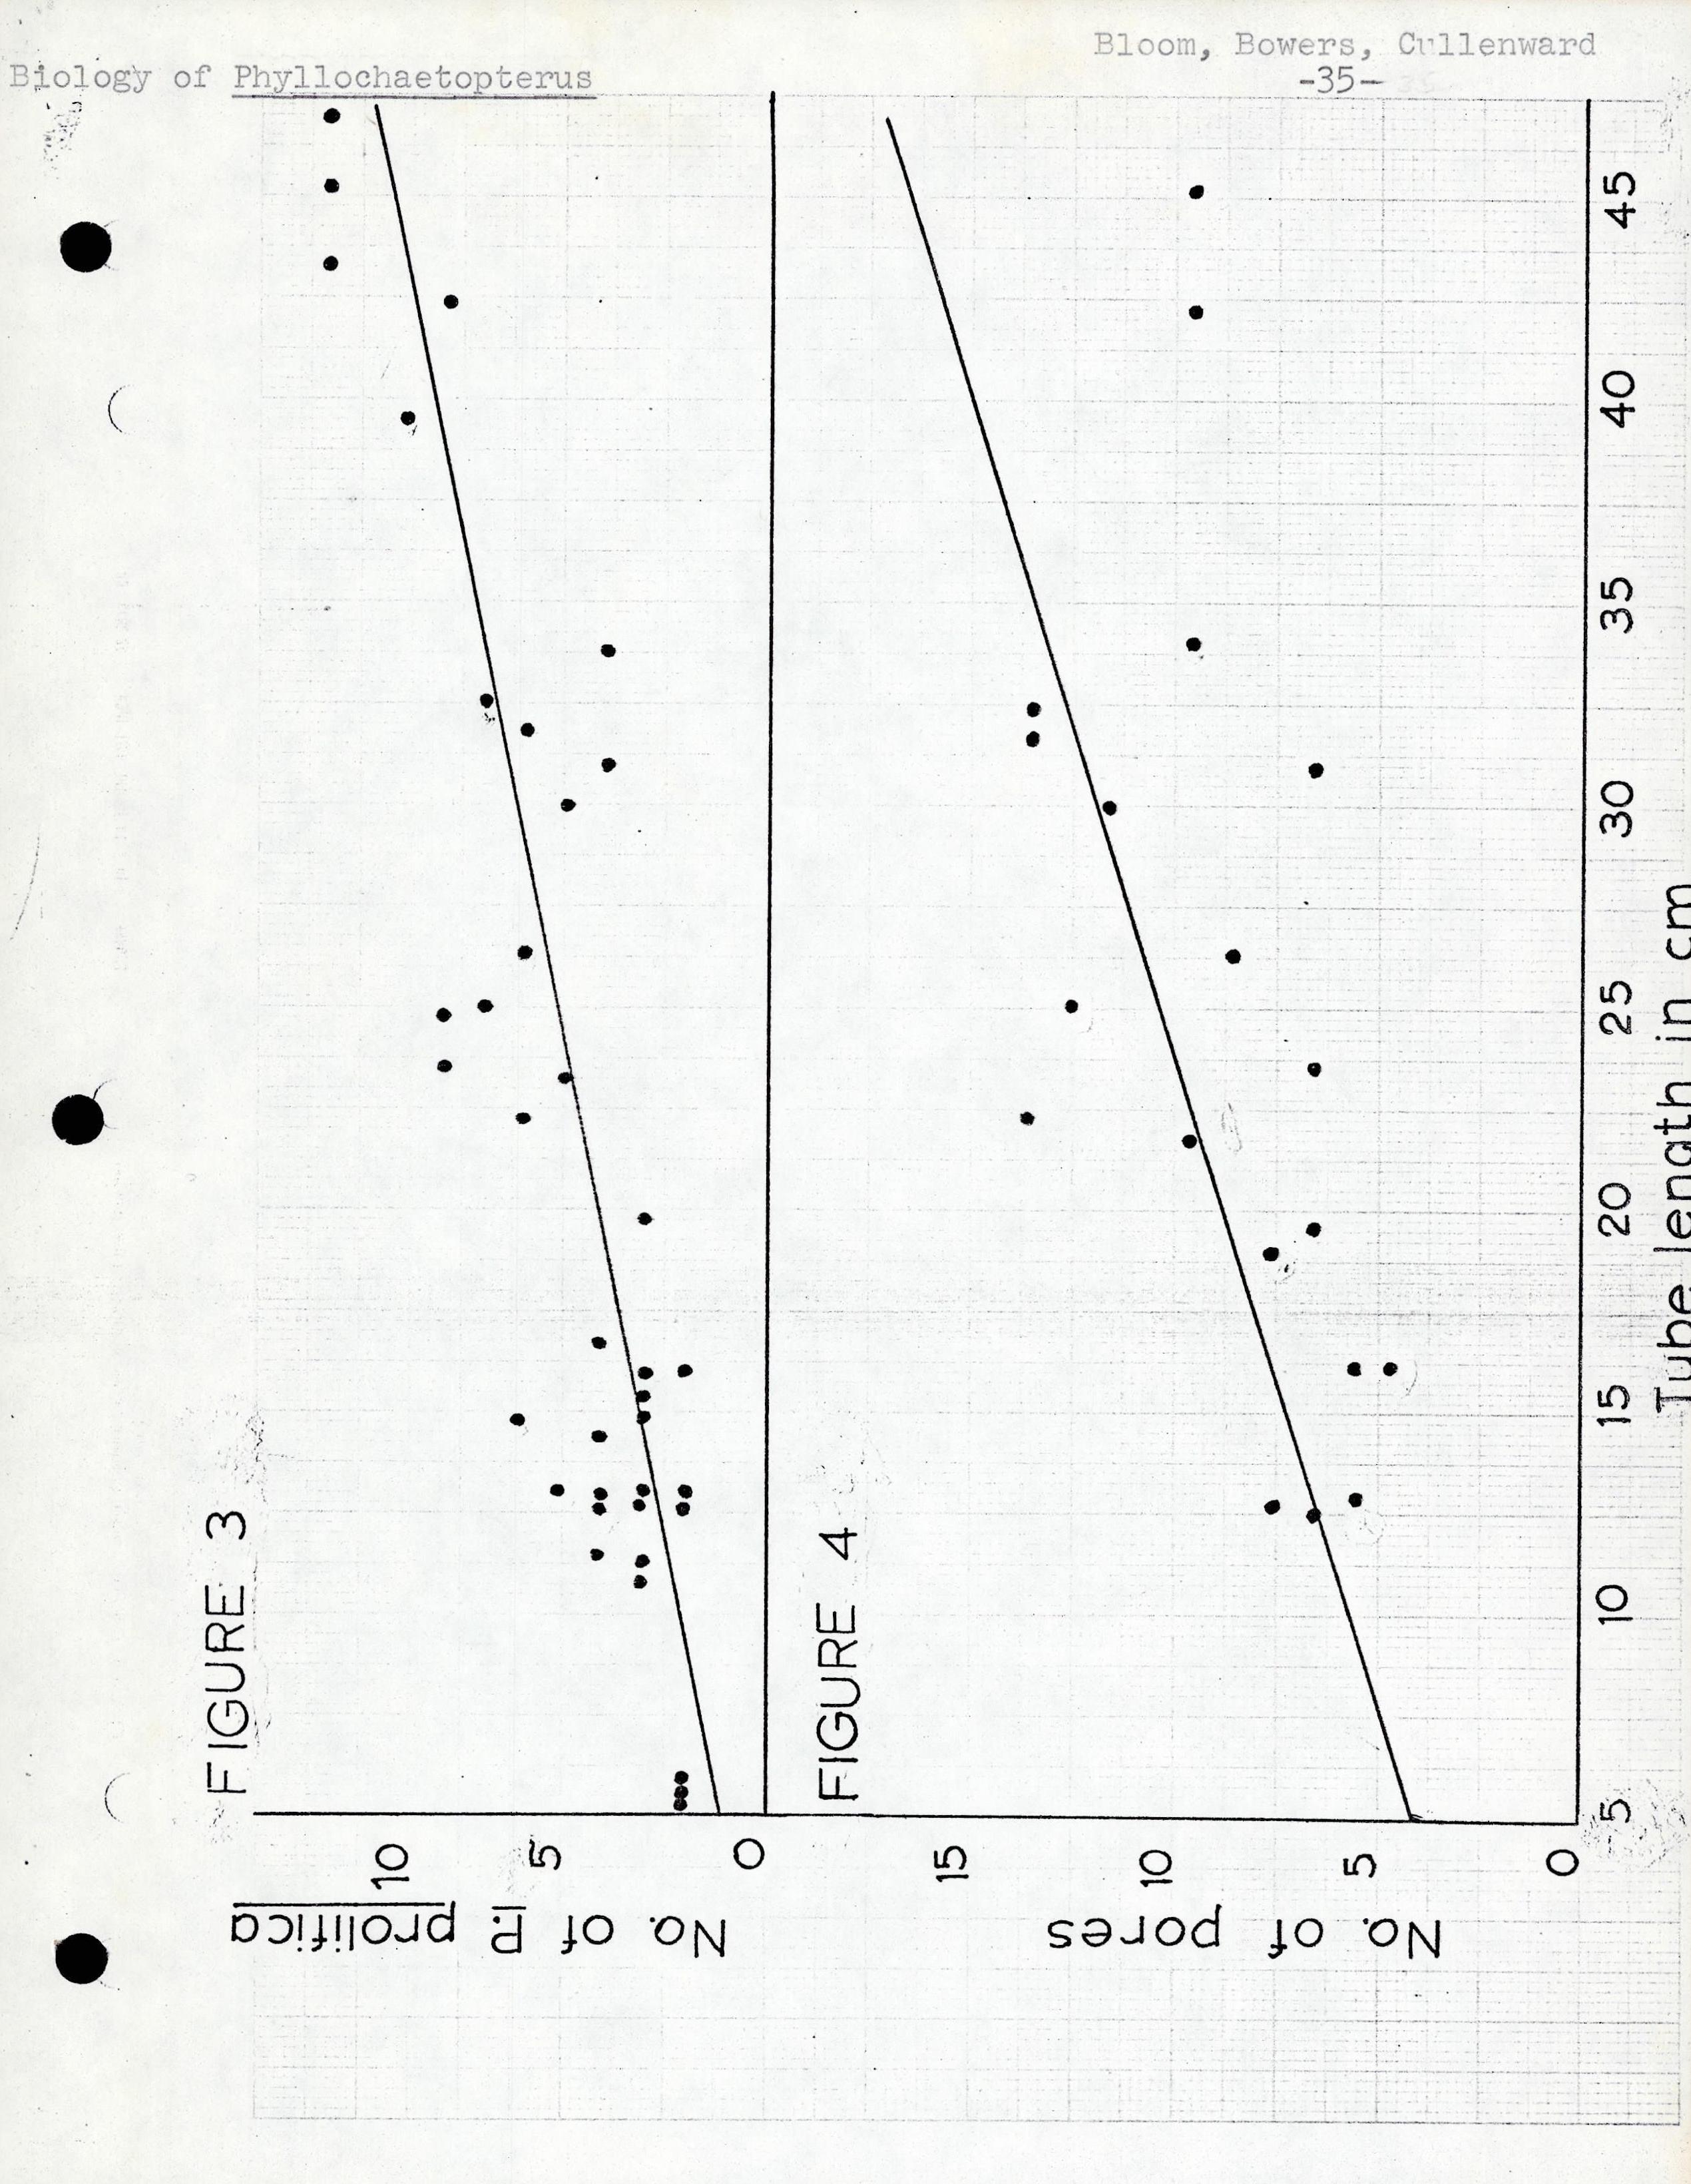 Bloom, Bowers, Cullenward
Biology of Phyllochaetopterus
-35-
FIGURE 3
No. of P. prolifica
10
5
0
FIGURE 4
No. of pores
15
10
5
0
5
10
15
20
25
30
35
40
45
Tube length in cm